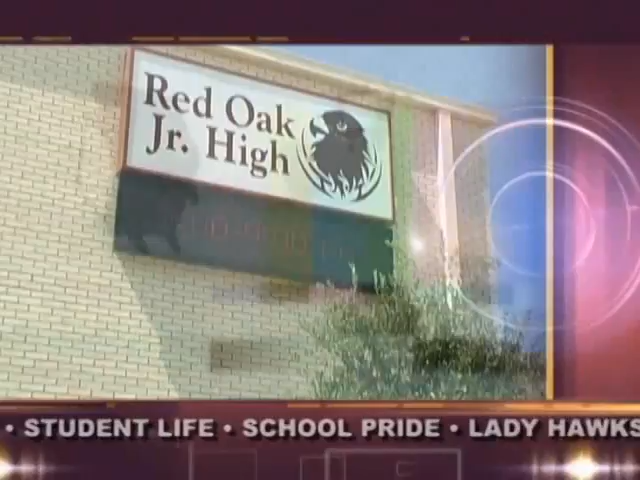 Red Oak
Jr. High
• STUDENT LIFE • SCHOOL PRIDE • LADY HAWKS